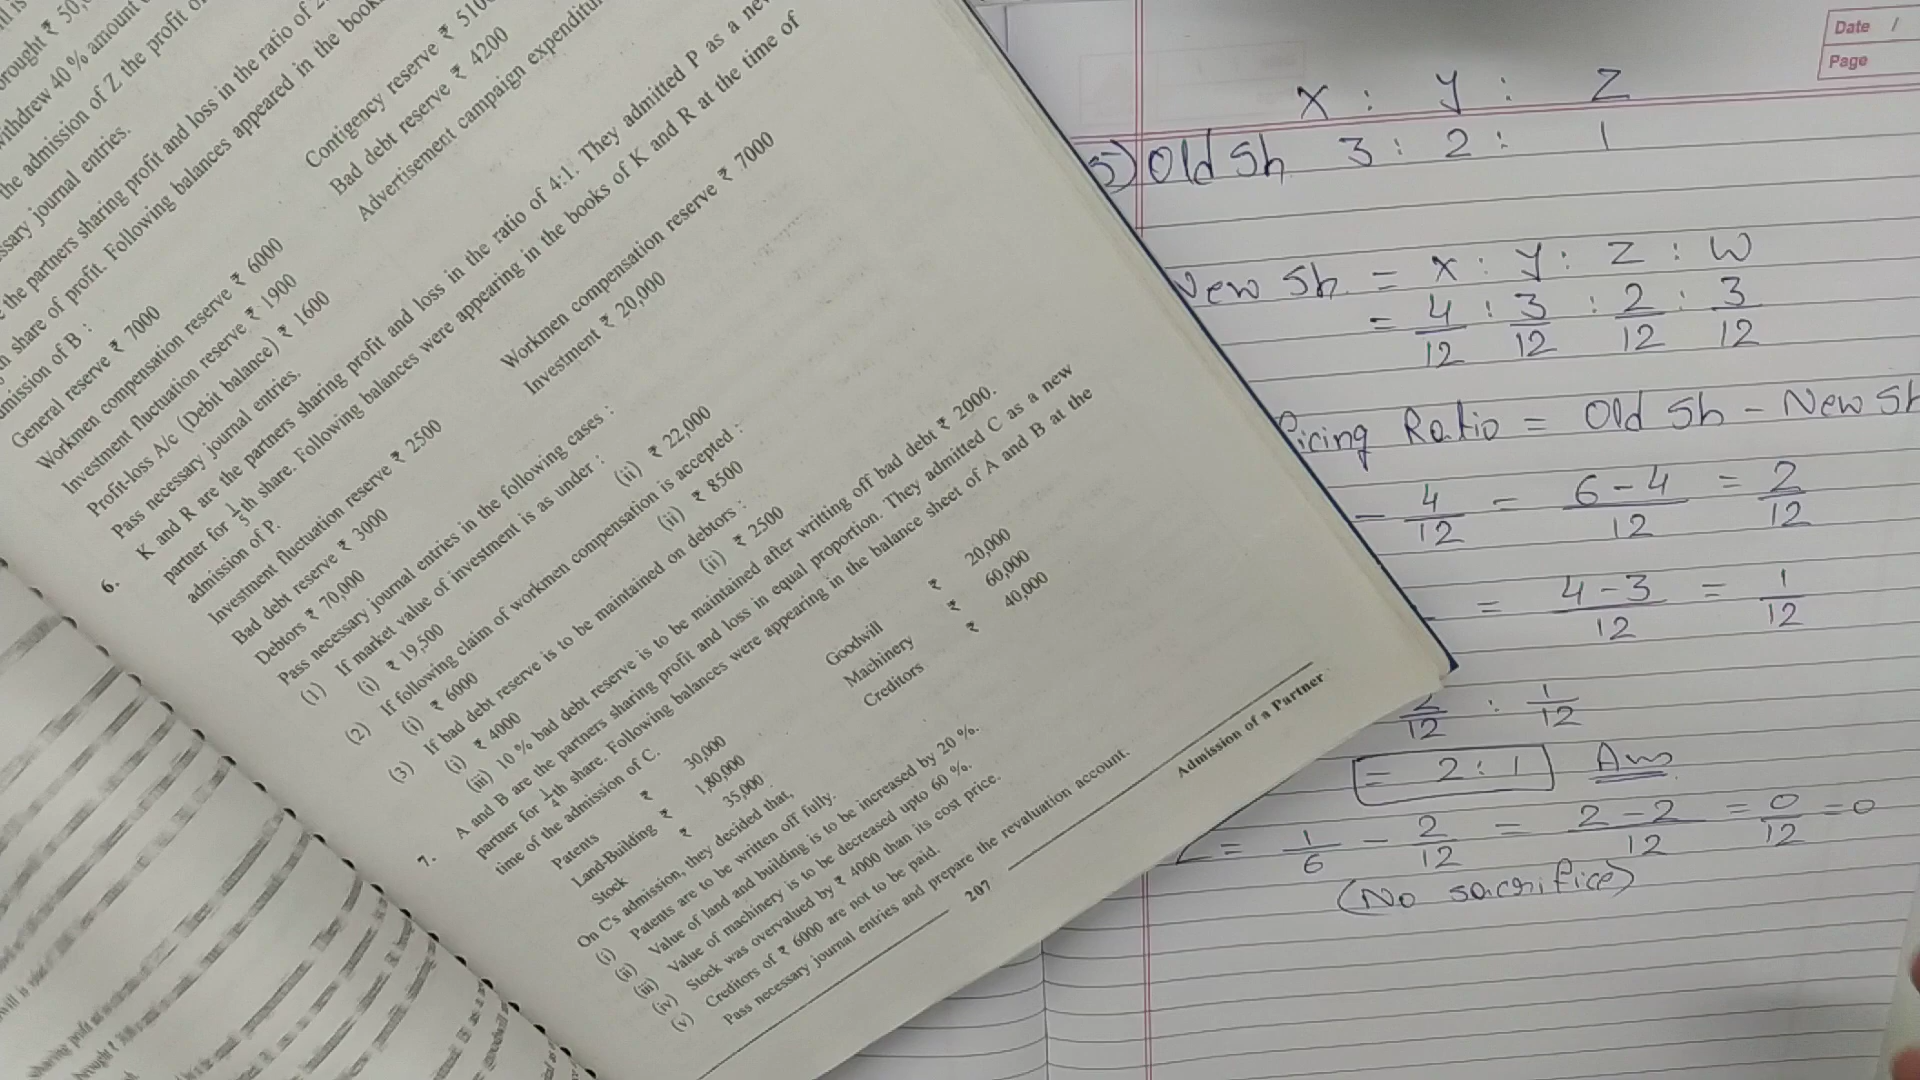 brought ₹ 50,
withdrew 40 % amount
the admission of Z the profit
ssary journal entries.
the partners sharing profit and loss in the ratio of 2
share of profit. Following balances appeared in the book
mission of B :
General reserve ₹ 7000
Contigency reserve ₹ 510
Workmen compensation reserve ₹ 6000
Bad debt reserve ₹ 4200
Investment fluctuation reserve ₹ 1900
Advertisement campaign expenditu
Profit-loss A/c (Debit balance) ₹ 1600
Pass necessary journal entries.
6. K and R are the partners sharing profit and loss in the ratio of 4:1. They admitted P as a new
partner for 1/5 th share. Following balances were appearing in the books of K and R at the time of
admission of P.
Investment fluctuation reserve ₹ 2500
Workmen compensation reserve ₹ 7000
Bad debt reserve ₹ 3000
Investment ₹ 20,000
Debtors ₹ 70,000
Pass necessary journal entries in the following cases :
(1) If market value of investment is as under :
(i) ₹ 19,500 (ii) ₹ 22,000
(2) If following claim of workmen compensation is accepted :
(i) ₹ 6000 (ii) ₹ 8500
(3) If bad debt reserve is to be maintained on debtors :
(i) ₹ 4000 (ii) ₹ 2500
(iii) 10 % bad debt reserve is to be maintained after writting off bad debt ₹ 2000.
7. A and B are the partners sharing profit and loss in equal proportion. They admitted C as a new
partner for 1/4 th share. Following balances were appearing in the balance sheet of A and B at the
time of the admission of C.
Patents ₹ 30,000 Goodwill ₹ 20,000
Land-Building ₹ 1,80,000 Machinery ₹ 60,000
Stock ₹ 35,000 Creditors ₹ 40,000
On C's admission, they decided that,
(i) Patents are to be written off fully.
(ii) Value of land and building is to be increased by 20 %.
(iii) Value of machinery is to be decreased upto 60 %.
(iv) Stock was overvalued by ₹ 4000 than its cost price.
(v) Creditors of ₹ 6000 are not to be paid.
Pass necessary journal entries and prepare the revaluation account.
207
Admission of a Partner
Date /
Page
X : Y : Z
5) Old Sh 3 : 2 : 1
New Sh = X : Y : Z : W
= 4/12 : 3/12 : 2/12 : 3/12
ficing Ratio = Old Sh - New Sh
- 4/12 = 6-4/12 = 2/12
= 4-3/12 = 1/12
2/12 : 1/12
= 2:1 Ans
Z = 1/6 - 2/12 = 2-2/12 = 0/12 = 0
(No sacrifice)